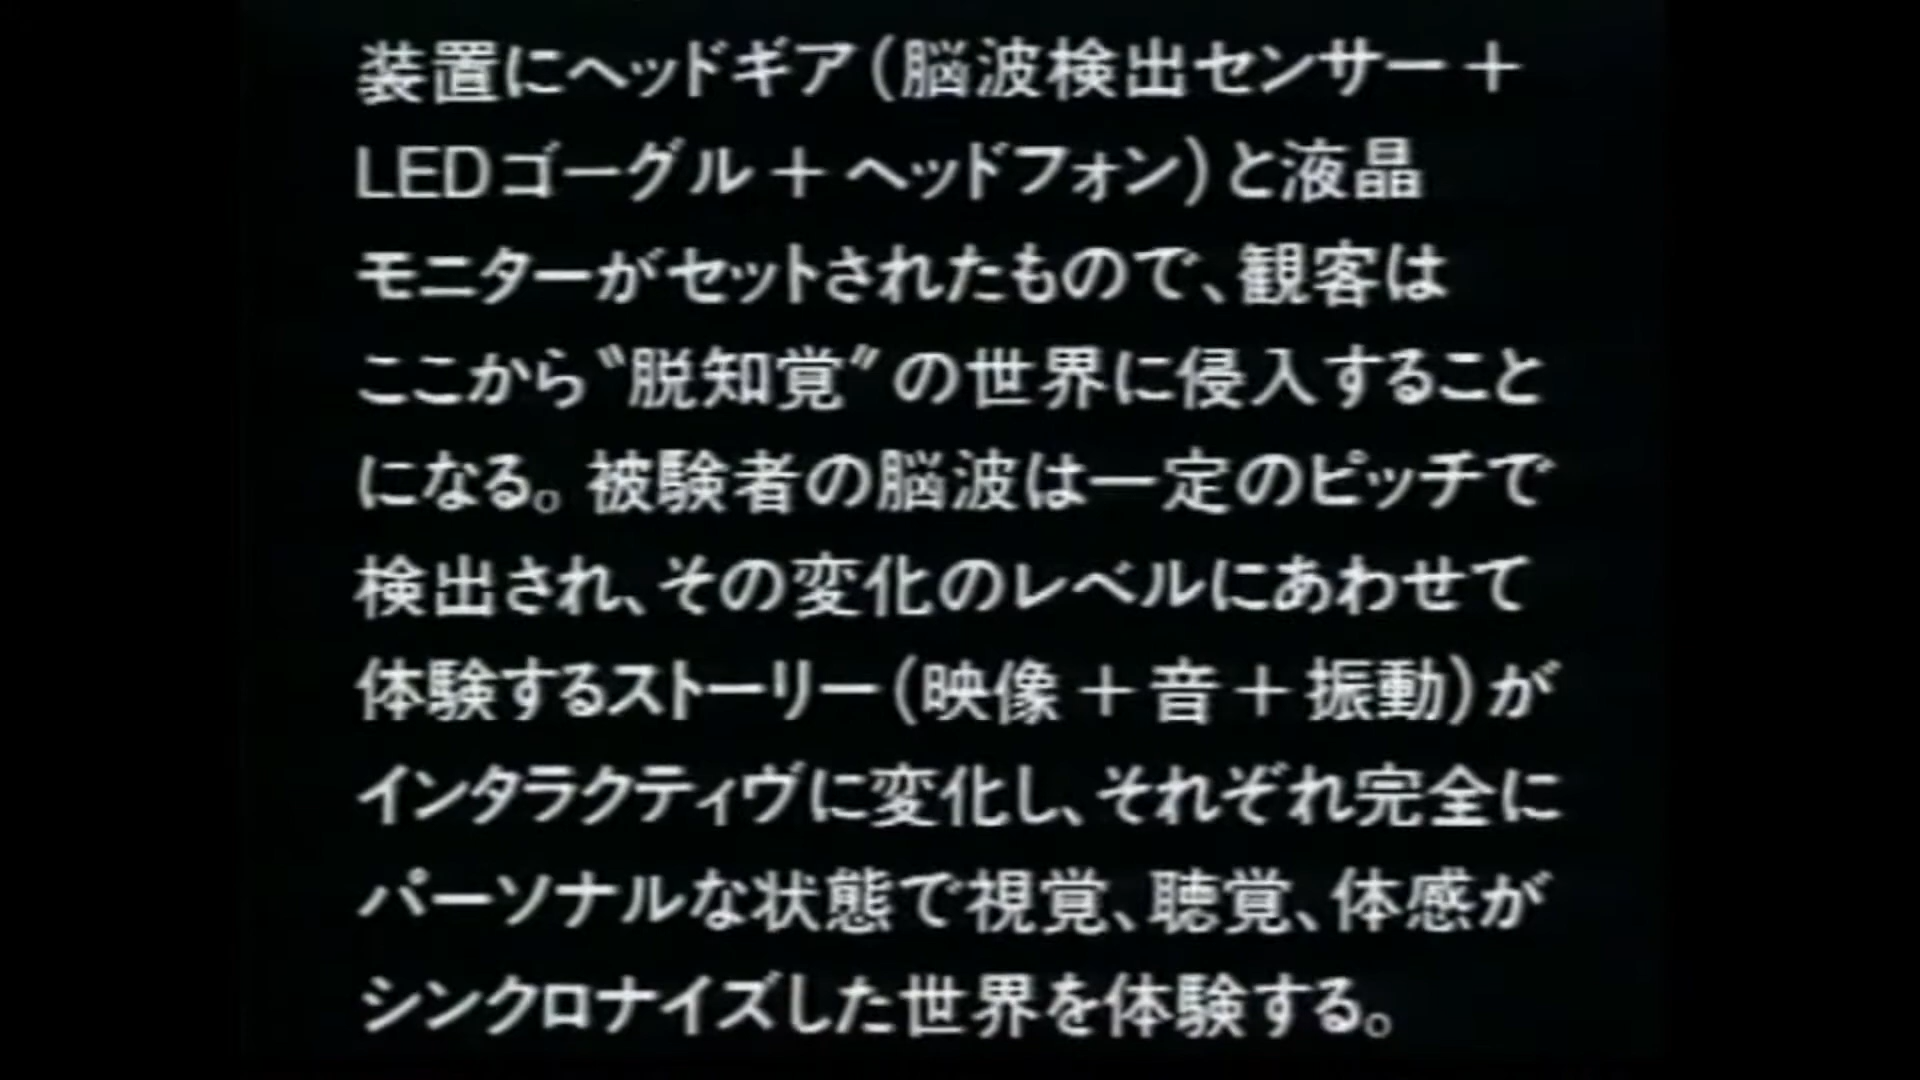 装置にヘッドギア（脳波検出センサー＋
LEDゴーグル＋ヘッドフォン）と液晶
モニターがセットされたもので、観客は
ここから〝脱知覚〞の世界に侵入すること
になる。被験者の脳波は一定のピッチで
検出され、その変化のレベルにあわせて
体験するストーリー（映像＋音＋振動）が
インタラクティヴに変化し、それぞれ完全に
パーソナルな状態で視覚、聴覚、体感が
シンクロナイズした世界を体験する。